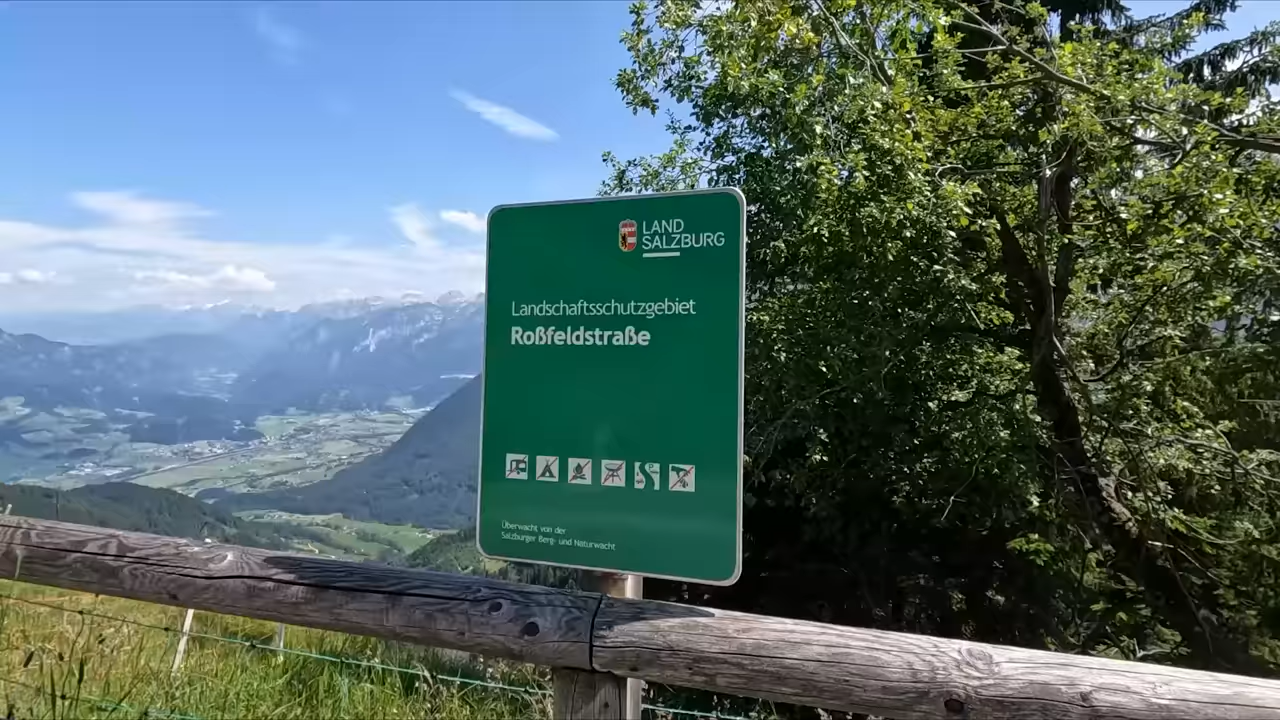 LAND
SALZBURG
Landschaftsschutzgebiet
Roßfeldstraße
Überwacht von der
Salzburger Berg- und Naturwacht